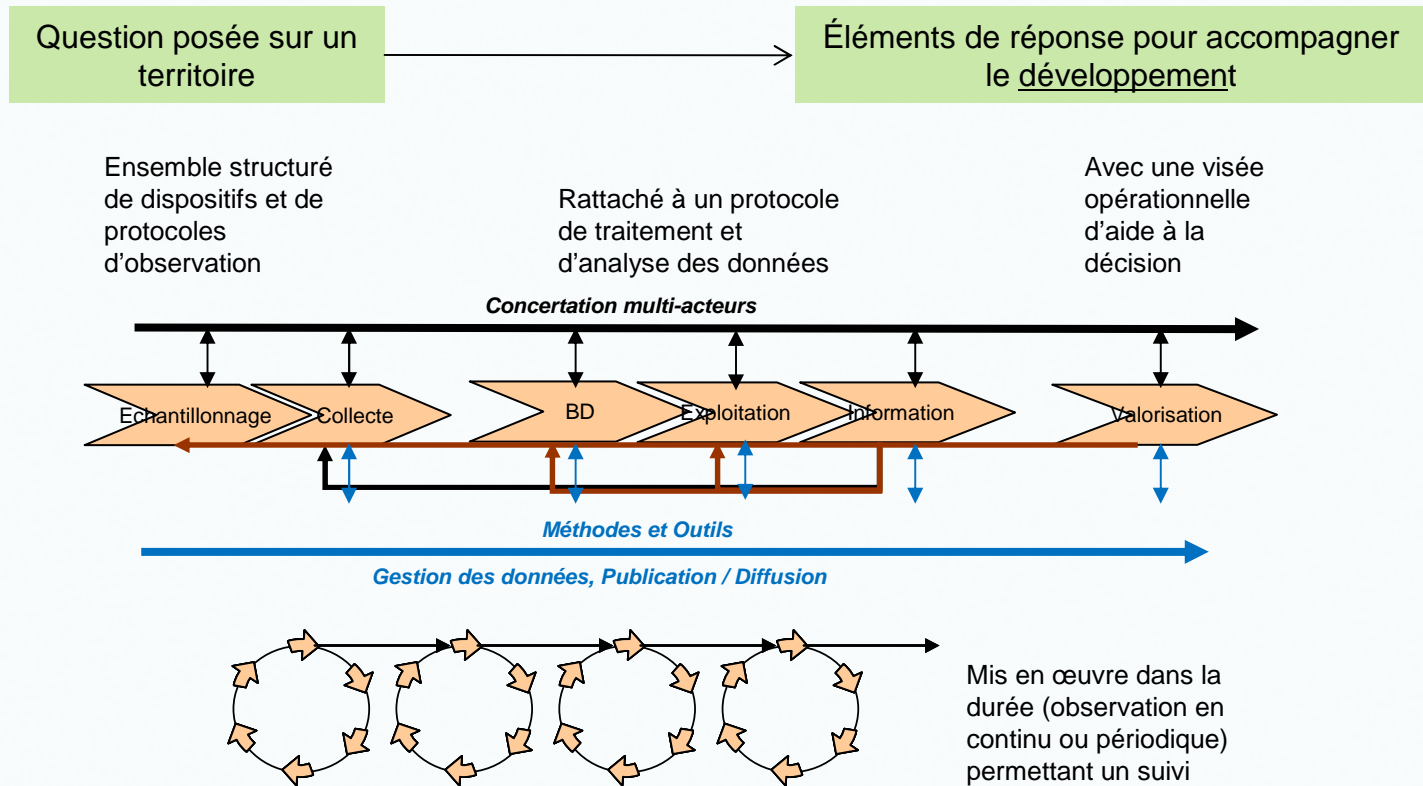 Question posée sur un
territoire
Éléments de réponse pour accompagner
le développement
Ensemble structuré
de dispositifs et de
protocoles
d'observation
Rattaché à un protocole
de traitement et
d'analyse des données
Avec une visée
opérationnelle
d'aide à la
décision
Concertation multi-acteurs
Echantillonnage
Collecte
BD
Exploitation
Information
Valorisation
Méthodes et Outils
Gestion des données, Publication / Diffusion
Mis en œuvre dans la
durée (observation en
continu ou périodique)
permettant un suivi